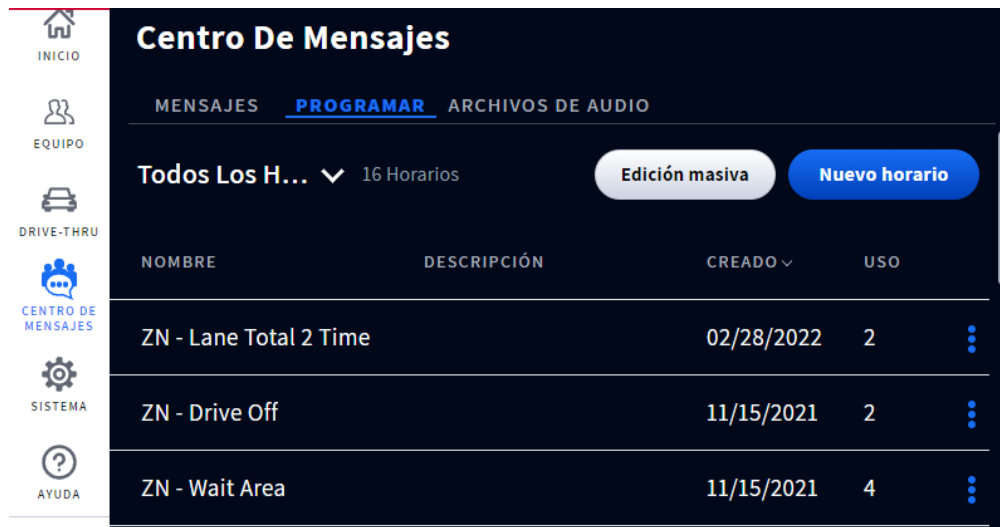 INICIO
EQUIPO
DRIVE-THRU
CENTRO DE
MENSAJES
SISTEMA
AYUDA
Centro De Mensajes
MENSAJES PROGRAMAR ARCHIVOS DE AUDIO
Todos Los H... 16 Horarios Edición masiva Nuevo horario
NOMBRE DESCRIPCIÓN CREADO USO
ZN - Lane Total 2 Time 02/28/2022 2
ZN - Drive Off 11/15/2021 2
ZN - Wait Area 11/15/2021 4